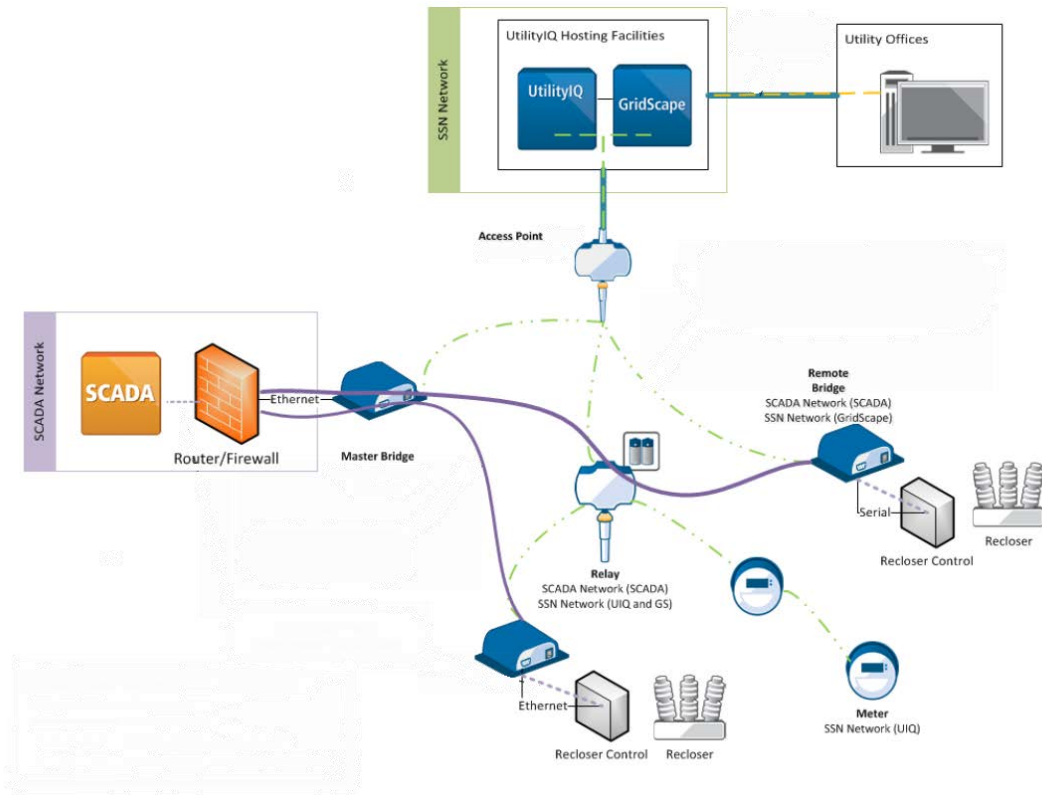 SSN Network
UtilityIQ Hosting Facilities
UtilityIQ
GridScape
Utility Offices
Access Point
SCADA Network
SCADA
Router/Firewall
Ethernet
Master Bridge
Remote
Bridge
SCADA Network (SCADA)
SSN Network (GridScape)
Serial
Recloser Control
Recloser
Relay
SCADA Network (SCADA)
SSN Network (UIQ and GS)
Ethernet
Recloser Control
Recloser
Meter
SSN Network (UIQ)